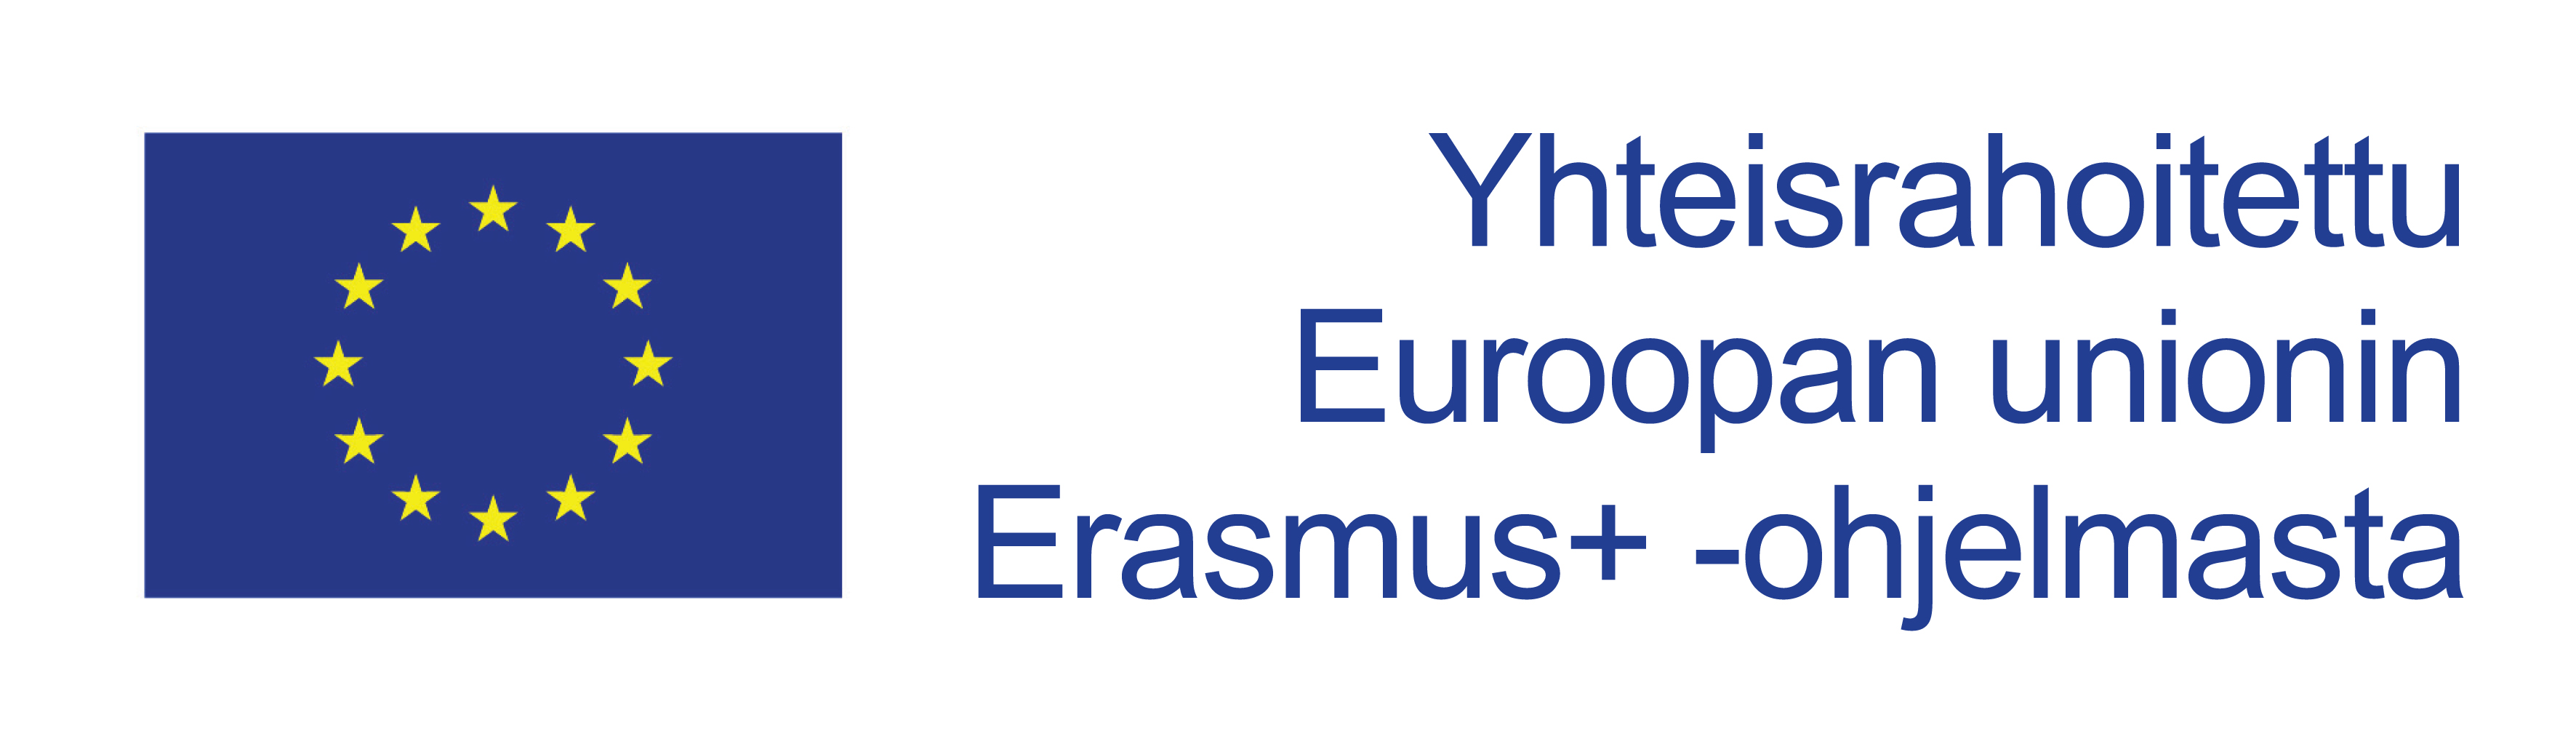 Yhteisrahoitettu
Euroopan unionin
Erasmus+ -ohjelmasta